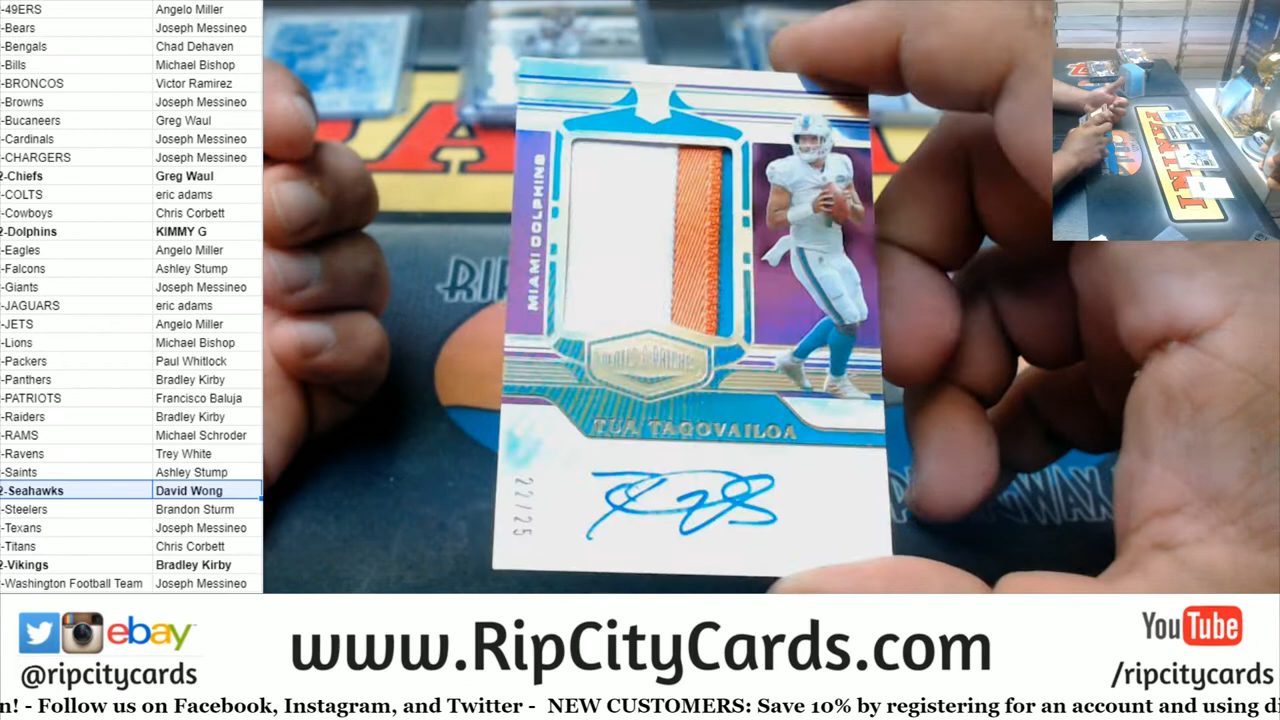 -49ERS Angelo Miller
-Bears Joseph Messineo
-Bengals Chad Dehaven
-Bills Michael Bishop
-BRONCOS Victor Ramirez
-Browns Joseph Messineo
-Bucaneers Greg Waul
-Cardinals Joseph Messineo
-CHARGERS Joseph Messineo
2-Chiefs Greg Waul
-COLTS eric adams
-Cowboys Chris Corbett
2-Dolphins KIMMY G
-Eagles Angelo Miller
-Falcons Ashley Stump
-Giants Joseph Messineo
-JAGUARS eric adams
-JETS Angelo Miller
-Lions Michael Bishop
-Packers Paul Whitlock
-Panthers Bradley Kirby
-PATRIOTS Francisco Baluja
-Raiders Bradley Kirby
-RAMS Michael Schroder
-Ravens Trey White
-Saints Ashley Stump
2-Seahawks David Wong
-Steelers Brandon Sturm
-Texans Joseph Messineo
-Titans Chris Corbett
2-Vikings Bradley Kirby
-Washington Football Team Joseph Messineo
MIAMI DOLPHINS
PLATES & PATCHES
TUA TAGOVAILOA
22/25
RIP
PANINI
ebay
@ripcitycards
www.RipCityCards.com
YouTube
/ripcitycards
n! - Follow us on Facebook, Instagram, and Twitter - NEW CUSTOMERS: Save 10% by registering for an account and using di